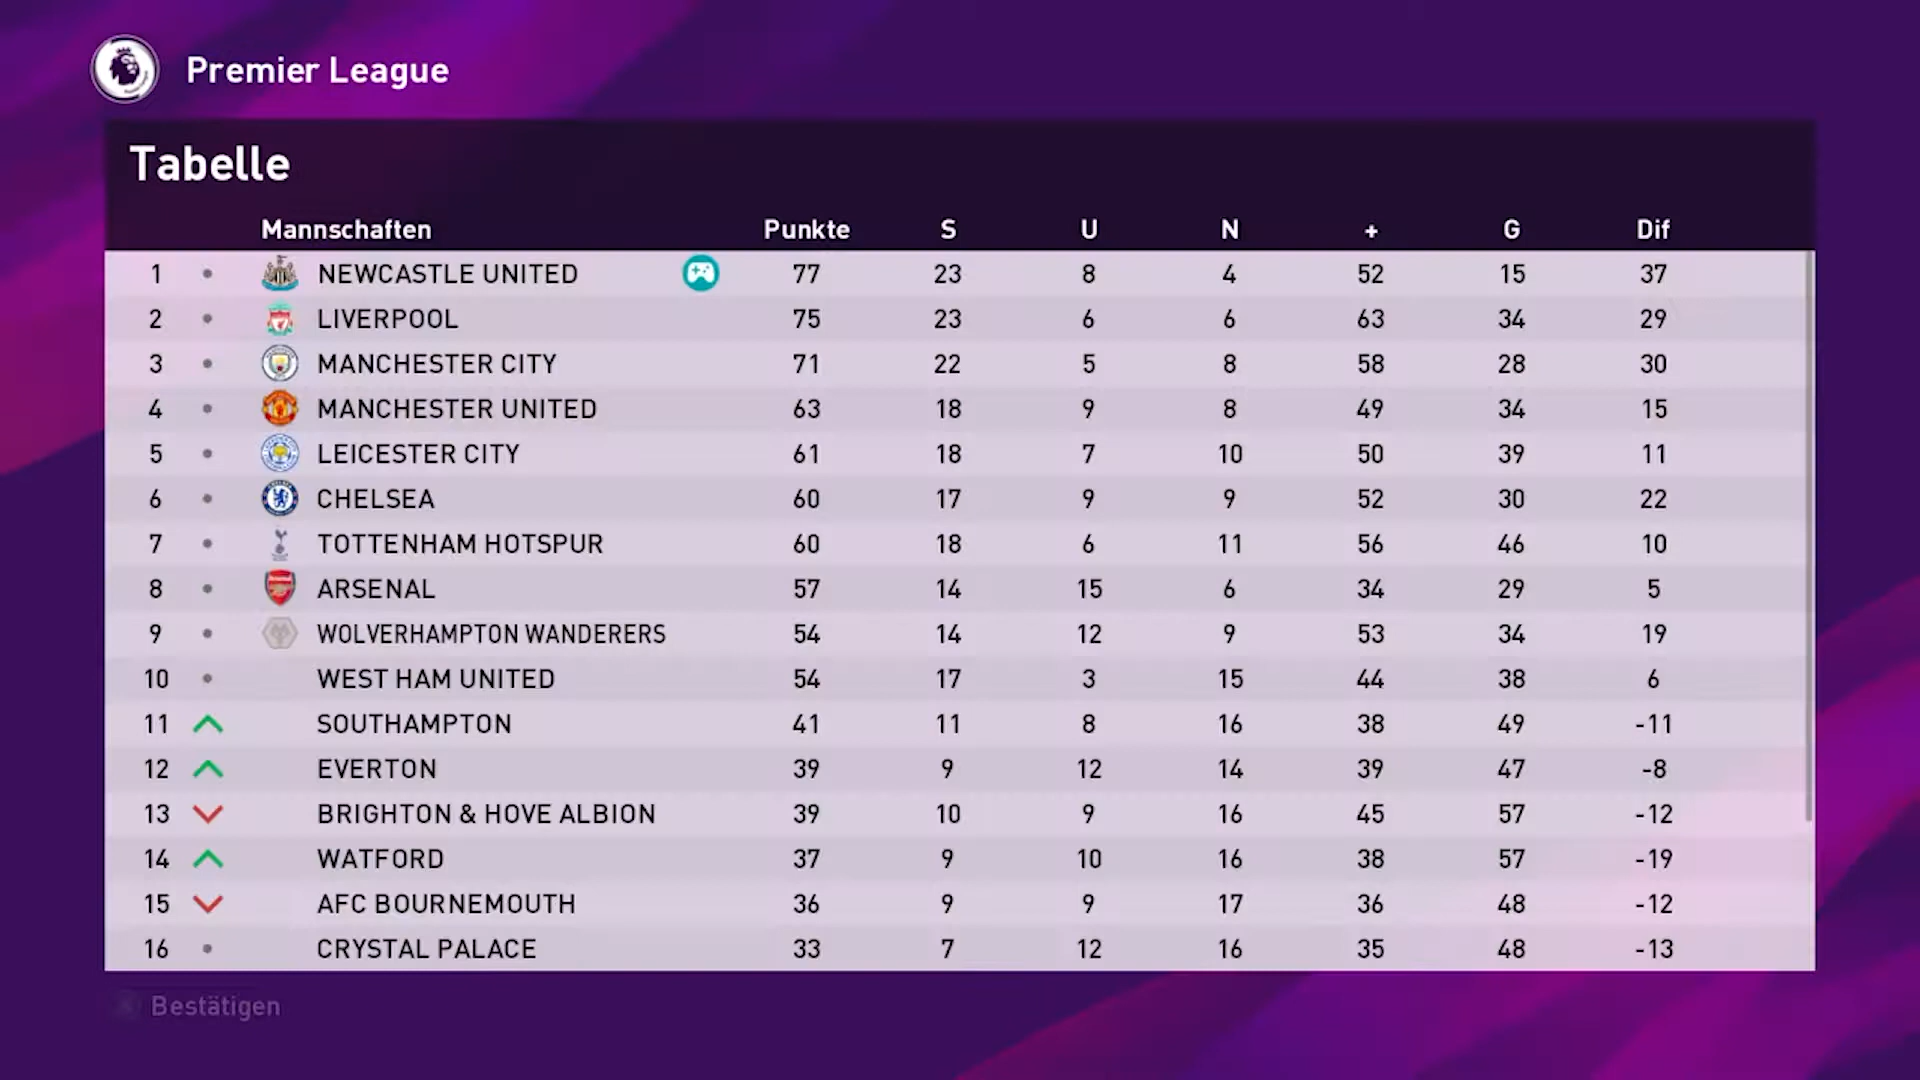 Premier League
Tabelle
Mannschaften Punkte S U N + G Dif
1 NEWCASTLE UNITED 77 23 8 4 52 15 37
2 LIVERPOOL 75 23 6 6 63 34 29
3 MANCHESTER CITY 71 22 5 8 58 28 30
4 MANCHESTER UNITED 63 18 9 8 49 34 15
5 LEICESTER CITY 61 18 7 10 50 39 11
6 CHELSEA 60 17 9 9 52 30 22
7 TOTTENHAM HOTSPUR 60 18 6 11 56 46 10
8 ARSENAL 57 14 15 6 34 29 5
9 WOLVERHAMPTON WANDERERS 54 14 12 9 53 34 19
10 WEST HAM UNITED 54 17 3 15 44 38 6
11 SOUTHAMPTON 41 11 8 16 38 49 -11
12 EVERTON 39 9 12 14 39 47 -8
13 BRIGHTON & HOVE ALBION 39 10 9 16 45 57 -12
14 WATFORD 37 9 10 16 38 57 -19
15 AFC BOURNEMOUTH 36 9 9 17 36 48 -12
16 CRYSTAL PALACE 33 7 12 16 35 48 -13
Bestätigen